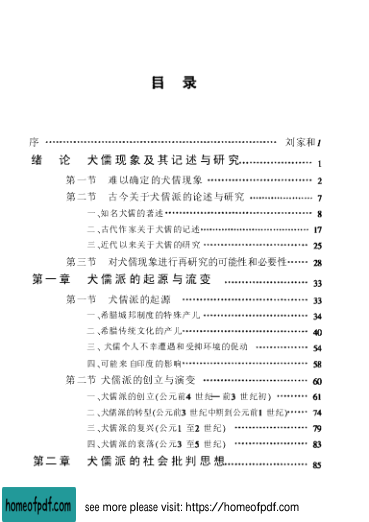 目 录
序 ………………………………………………… 刘家和 I
绪 论 犬儒现象及其记述与研究 ……………… 1
第一节 难以确定的犬儒现象 ……………………… 2
第二节 古今关于犬儒派的论述与研究 …………… 7
一、知名犬儒的著述 ……………………………… 8
二、古代作家关于犬儒的记述 …………………… 17
三、近代以来关于犬儒的研究 …………………… 25
第三节 对犬儒现象进行再研究的可能性和必要性 …… 28
第一章 犬儒派的起源与流变 ………………… 33
第一节 犬儒派的起源 ……………………………… 33
一、希腊城邦制度的特殊产儿 …………………… 34
二、希腊传统文化的产儿 ………………………… 40
三、犬儒个人不幸遭遇和受抑环境的促动 ……… 54
四、可能来自印度的影响 ………………………… 58
第二节 犬儒派的创立与演变 ……………………… 60
一、犬儒派的创立(公元前4 世纪— 前3 世纪初) …… 61
二、犬儒派的转型(公元前3 世纪中期到公元前1 世纪) …… 74
三、犬儒派的复兴(公元1 至2 世纪) …………… 79
四、犬儒派的衰落(公元3 至5 世纪) …………… 83
第二章 犬儒派的社会批判思想 ……………… 85
homeofpdf.com see more please visit: https://homeofpdf.com